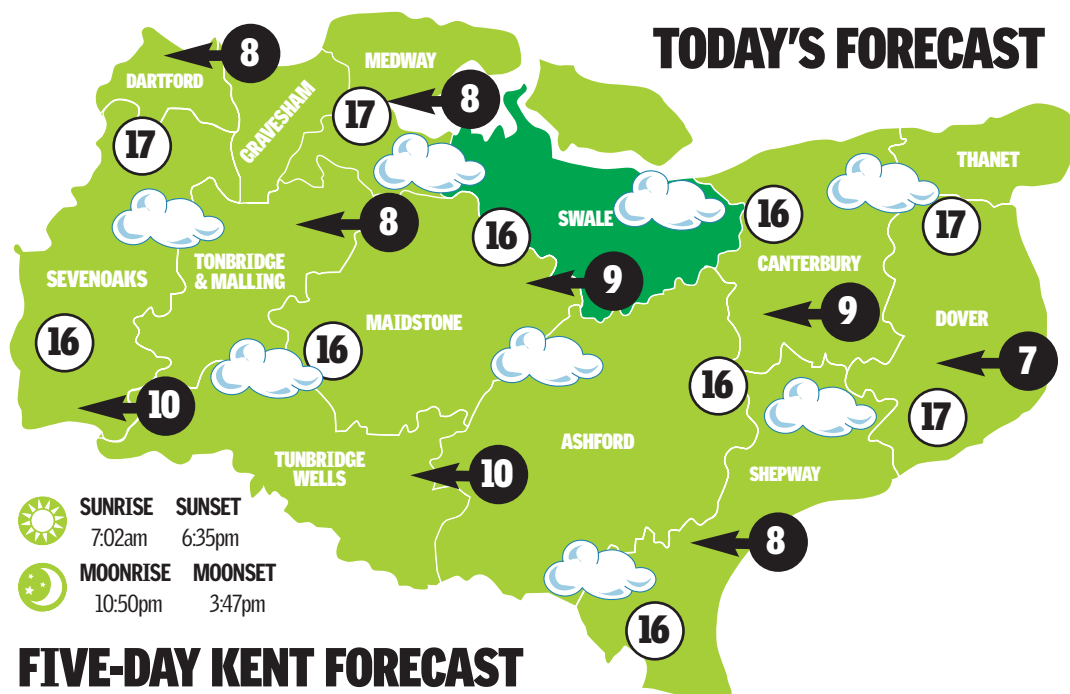 TODAY'S FORECAST
8
DARTFORD
MEDWAY
8
17
GRAVESHAM
17
THANET
16
17
SWALE
8
16
CANTERBURY
SEVENOAKS
TONBRIDGE
& MALLING
9
9
MAIDSTONE
DOVER
16
16
7
16
10
17
ASHFORD
TUNBRIDGE
WELLS
10
SHEPWAY
SUNRISE SUNSET
7:02am 6:35pm
8
MOONRISE MOONSET
10:50pm 3:47pm
16
FIVE-DAY KENT FORECAST